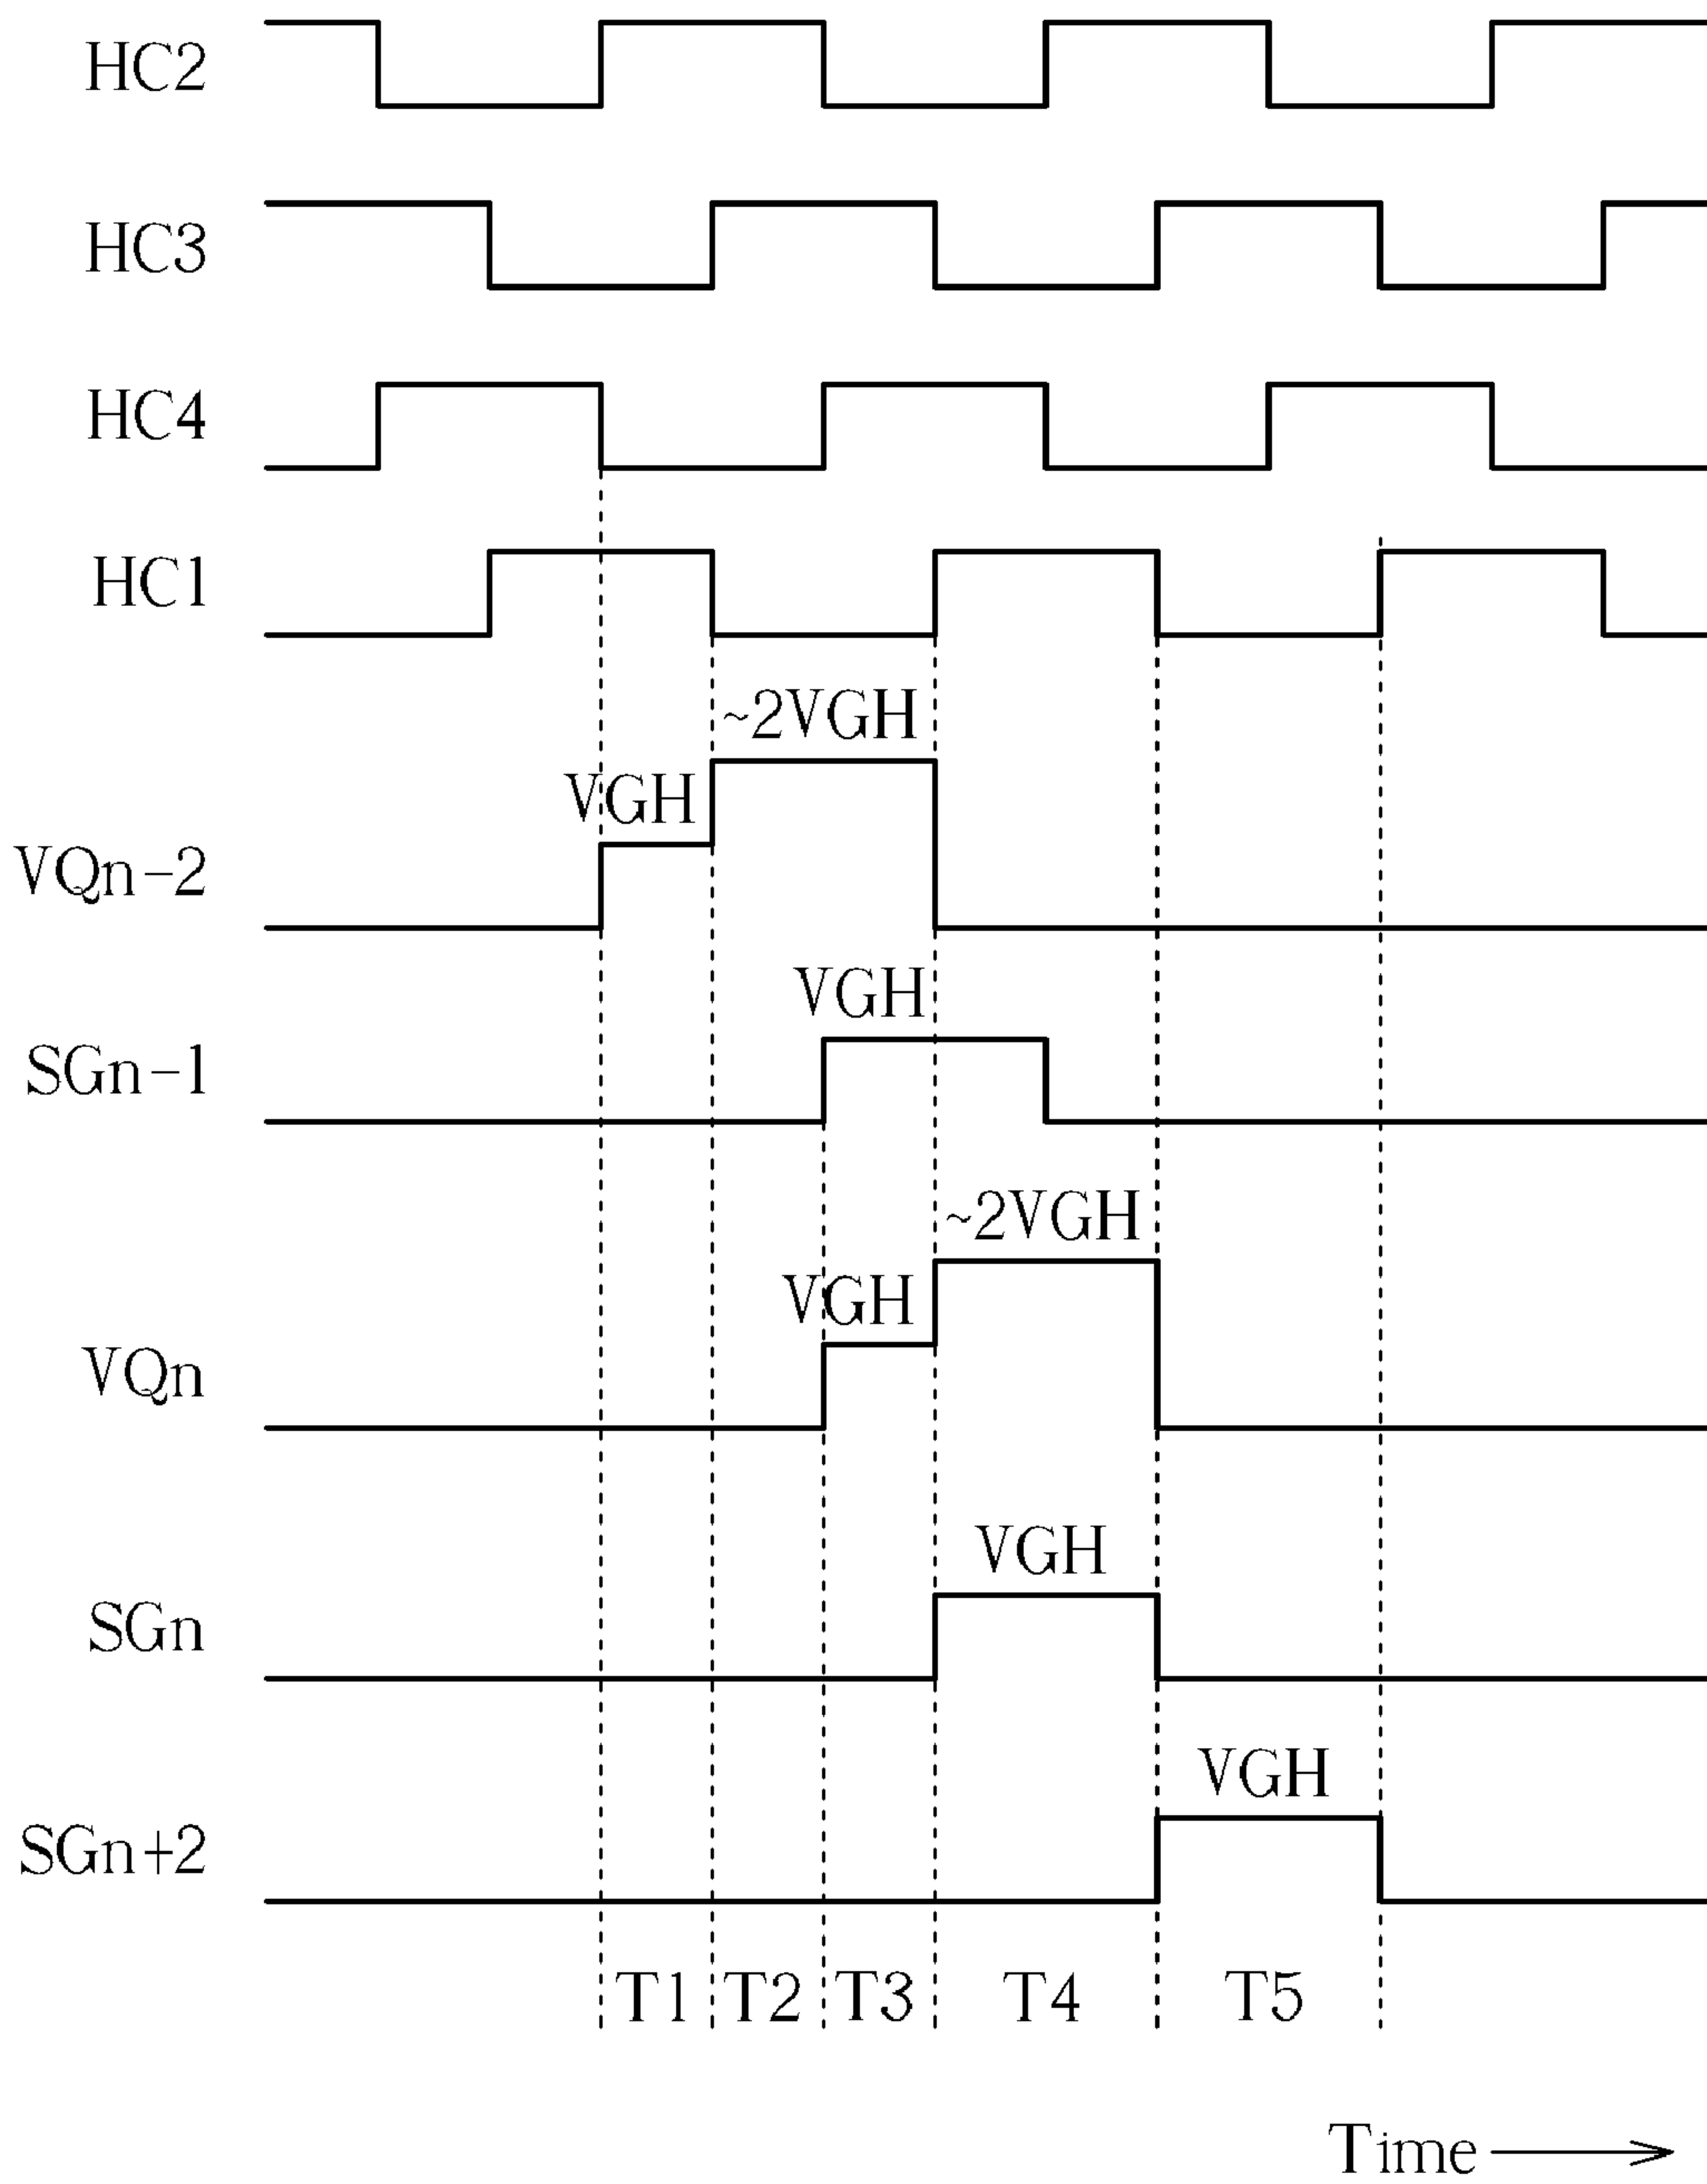 HC2
HC3
HC4
HC1
~2VGH
VGH
VQn-2
VGH
SGn-1
~2VGH
VGH
VQn
VGH
SGn
VGH
SGn+2
T1 T2 T3 T4 T5
Time